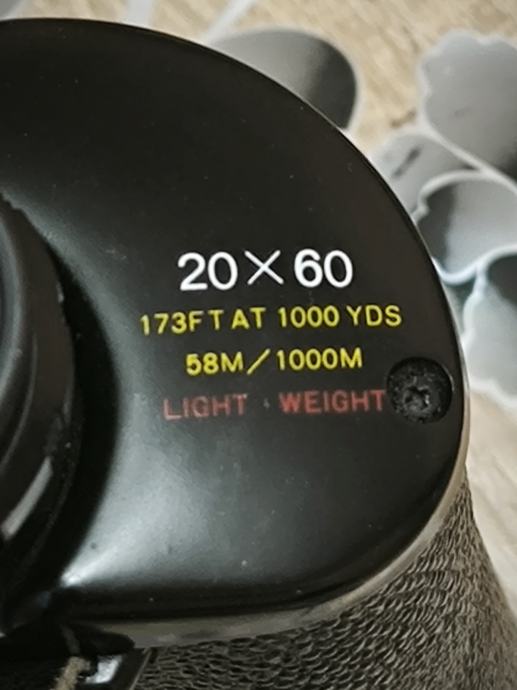 20×60
173FT AT 1000 YDS
58M/1000M
LIGHT · WEIGHT